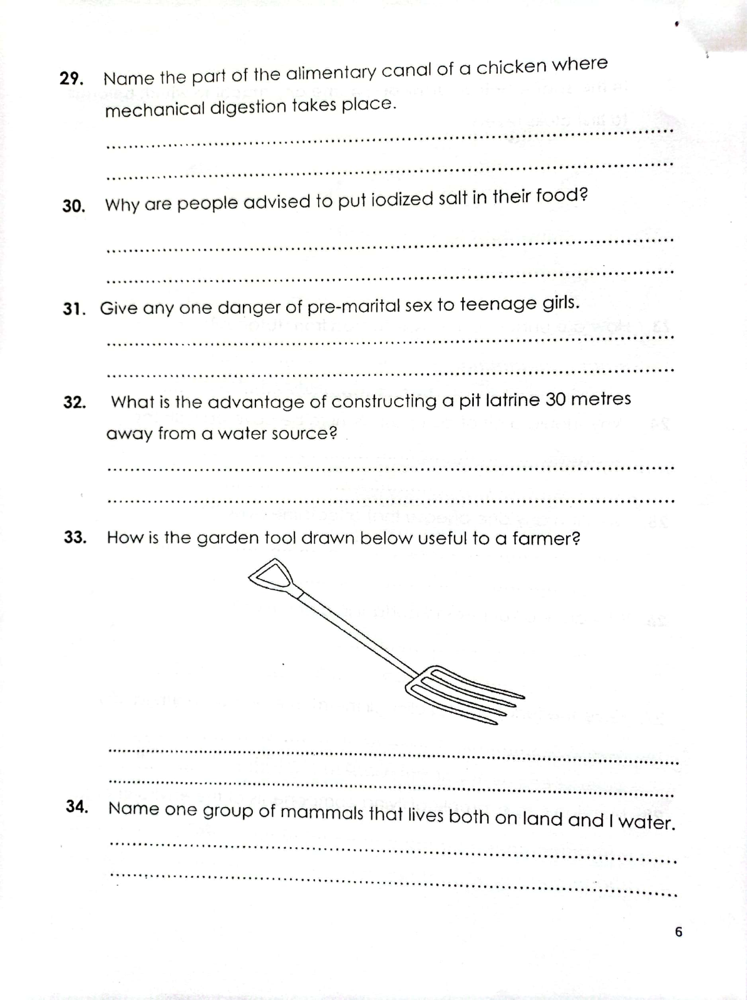 29. Name the part of the alimentary canal of a chicken where
mechanical digestion takes place.
30. Why are people advised to put iodized salt in their food?
31. Give any one danger of pre-marital sex to teenage girls.
32. What is the advantage of constructing a pit latrine 30 metres
away from a water source?
33. How is the garden tool drawn below useful to a farmer?
34. Name one group of mammals that lives both on land and I water.
6